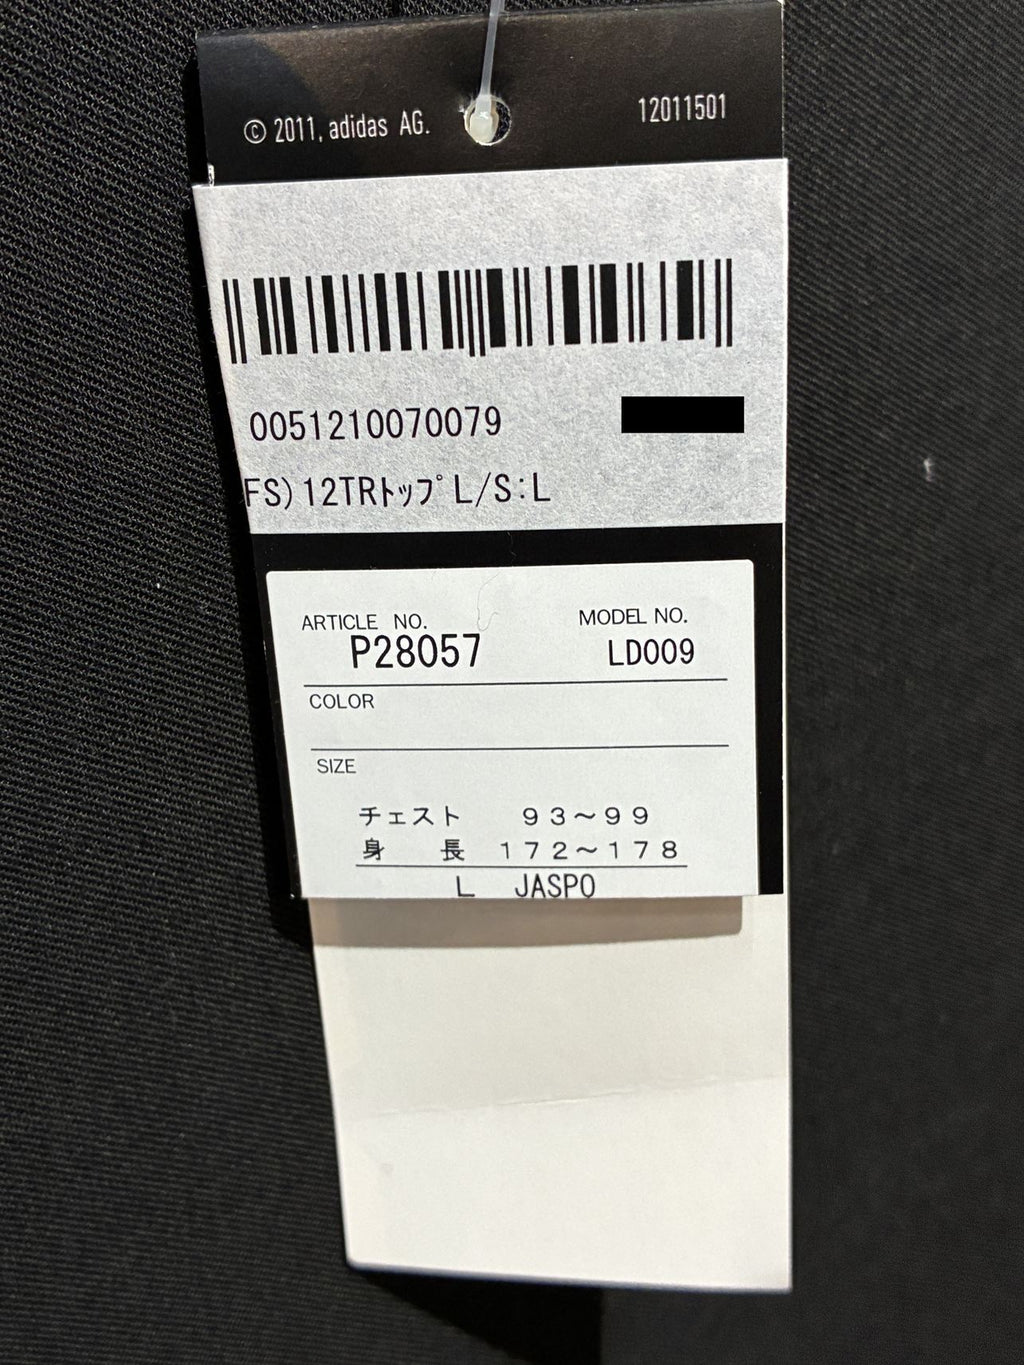 © 2011, adidas AG.
12011501
0051210070079
FS)12TRﾄｯﾌﾟL/S:L
ARTICLE NO. MODEL NO.
P28057 LD009
COLOR
SIZE
チェスト 93～99
身長 172～178
L JASPO